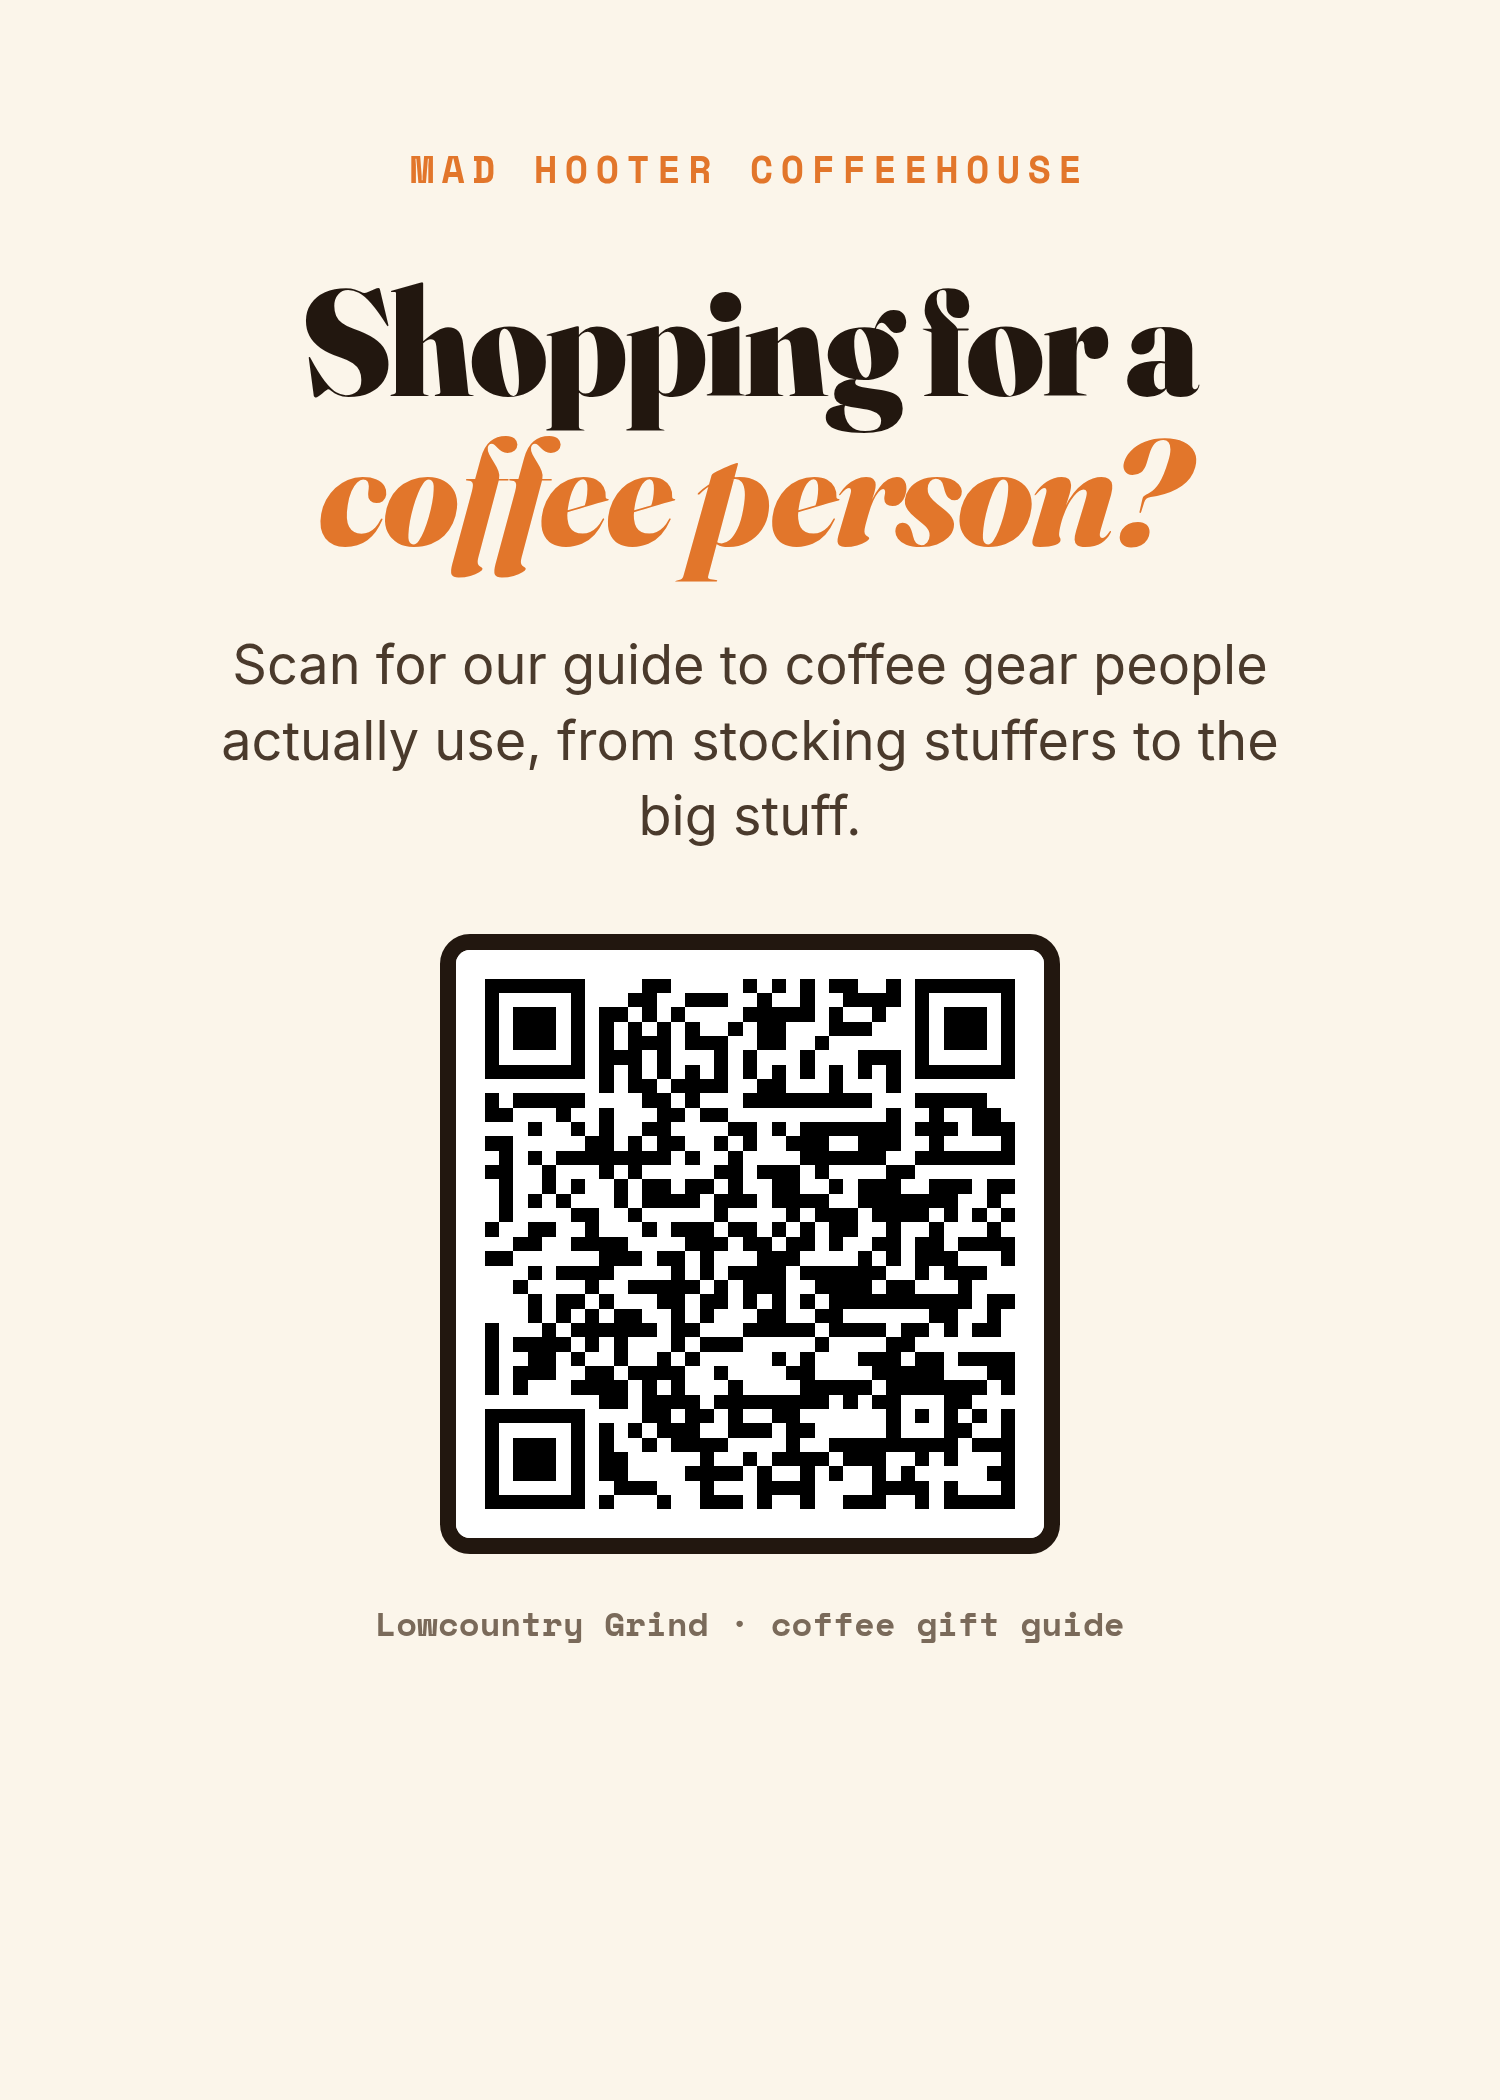 MAD HOOTER COFFEEHOUSE
Shopping for a
coffee person?
Scan for our guide to coffee gear people
actually use, from stocking stuffers to the
big stuff.
Lowcountry Grind · coffee gift guide